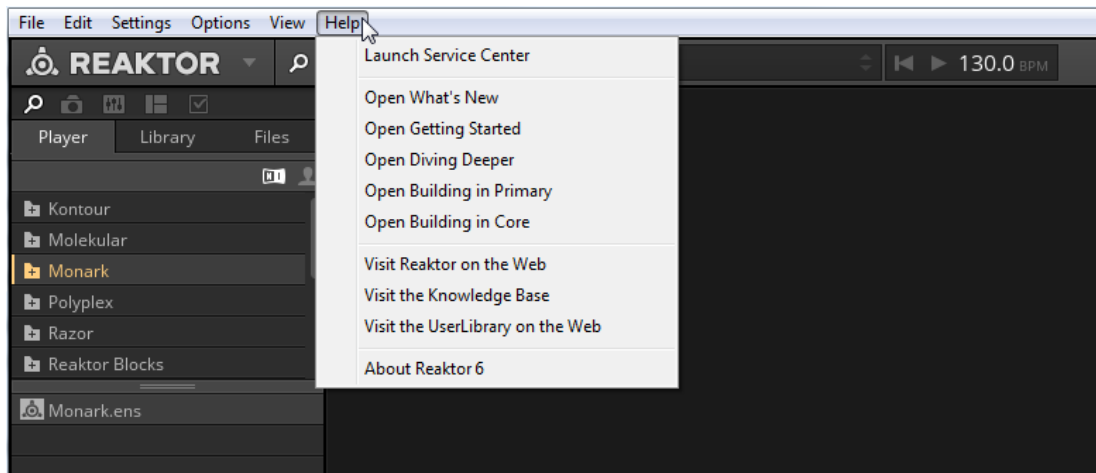 File Edit Settings Options View Help
REAKTOR
130.0 BPM
Player Library Files
NI
Kontour
Molekular
Monark
Polyplex
Razor
Reaktor Blocks
Monark.ens
Launch Service Center
Open What's New
Open Getting Started
Open Diving Deeper
Open Building in Primary
Open Building in Core
Visit Reaktor on the Web
Visit the Knowledge Base
Visit the UserLibrary on the Web
About Reaktor 6